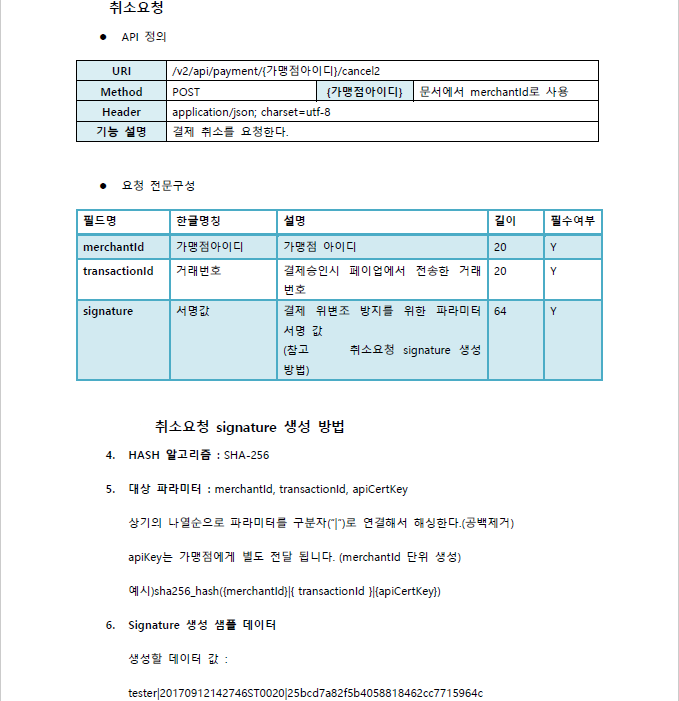 취소요청
● API 정의
URI /v2/api/payment/{가맹점아이디}/cancel2
Method POST {가맹점아이디} 문서에서 merchantId로 사용
Header application/json; charset=utf-8
기능 설명 결제 취소를 요청한다.
● 요청 전문구성
필드명 한글명칭 설명 길이 필수여부
merchantId 가맹점아이디 가맹점 아이디 20 Y
transactionId 거래번호 결제승인시 페이업에서 전송한 거래 20 Y
번호
signature 서명값 결제 위변조 방지를 위한 파라미터 64 Y
서명 값
(참고 취소요청 signature 생성
방법)
취소요청 signature 생성 방법
4. HASH 알고리즘 : SHA-256
5. 대상 파라미터 : merchantId, transactionId, apiCertKey
상기의 나열순으로 파라미터를 구분자("|")로 연결해서 해싱한다.(공백제거)
apiKey는 가맹점에게 별도 전달 됩니다. (merchantId 단위 생성)
예시)sha256_hash({merchantId}|{ transactionId }|{apiCertKey})
6. Signature 생성 샘플 데이터
생성할 데이터 값 :
tester|20170912142746ST0020|25bcd7a82f5b4058818462cc7715964c